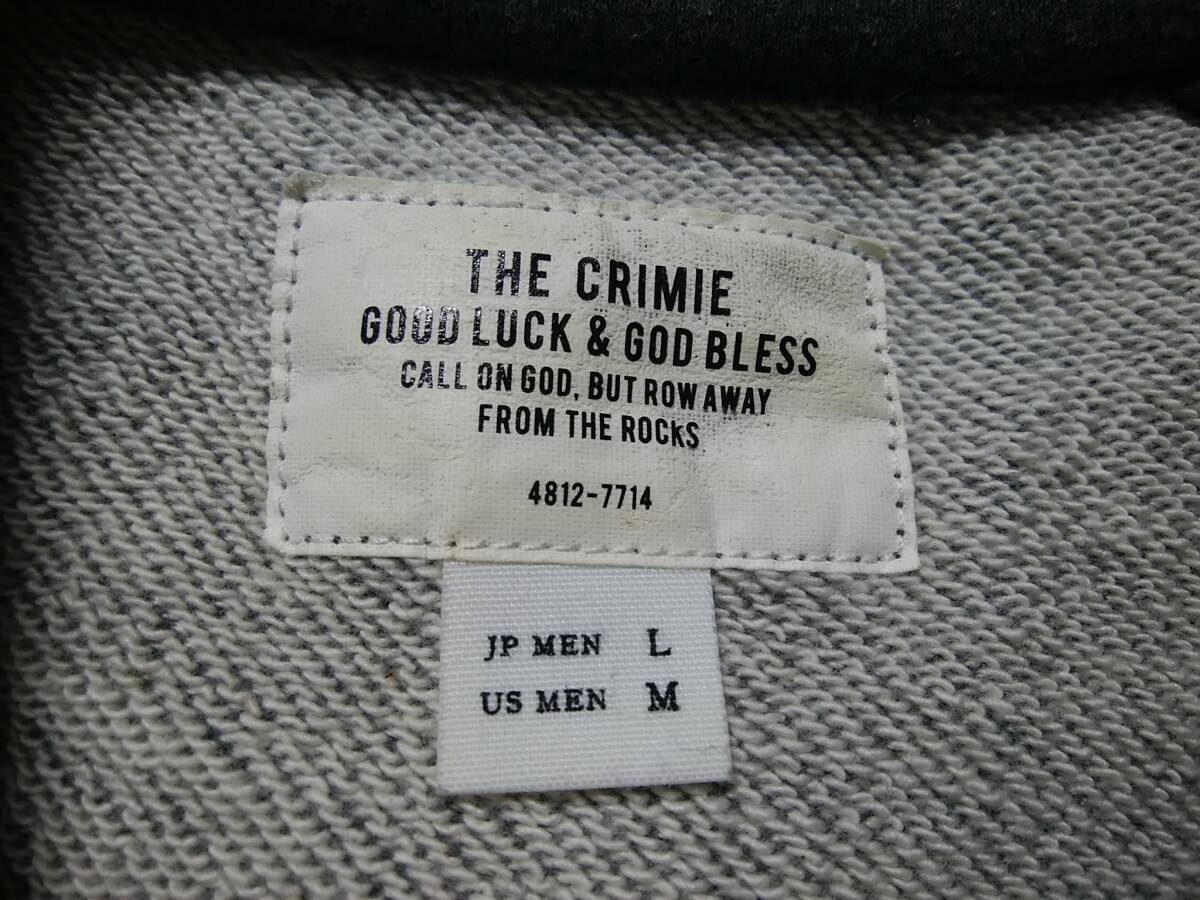 THE CRIMIE
GOOD LUCK & GOD BLESS
CALL ON GOD, BUT ROW AWAY
FROM THE ROCKS
4812-7714
JP MEN L
US MEN M